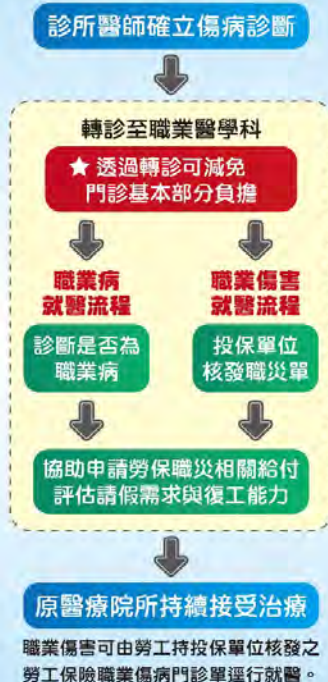 診所醫師確立傷病診斷
轉診至職業醫學科
★ 透過轉診可減免
門診基本部分負擔
職業病
就醫流程
診斷是否為
職業病
職業傷害
就醫流程
投保單位
核發職災單
協助申請勞保職災相關給付
評估請假需求與復工能力
原醫療院所持續接受治療
職業傷害可由勞工持投保單位核發之
勞工保險職業傷病門診單逕行就醫。